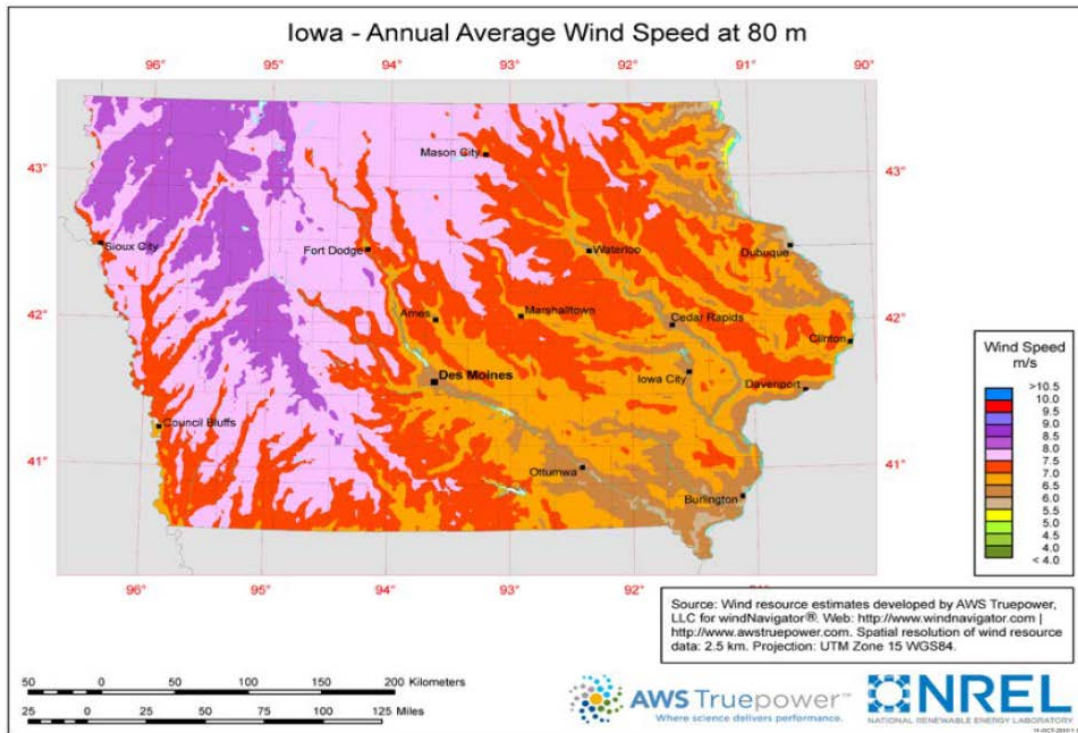 Iowa - Annual Average Wind Speed at 80 m
96° 95° 94° 93° 92° 91° 90°
Mason City
43° 43°
Sioux City
Fort Dodge
Waterloo
Dubuque
Ames
Marshalltown
Cedar Rapids
42° 42°
Clinton
Des Moines
Iowa City
Davenport
Council Bluffs
41° 41°
Ottumwa
Burlington
96° 95° 94° 93° 92° 91°
Wind Speed
m/s
>10.5
10.0
9.5
9.0
8.5
8.0
7.5
7.0
6.5
6.0
5.5
5.0
4.5
4.0
< 4.0
Source: Wind resource estimates developed by AWS Truepower,
LLC for windNavigator®. Web: http://www.windnavigator.com |
http://www.awstruepower.com. Spatial resolution of wind resource
data: 2.5 km. Projection: UTM Zone 15 WGS84.
50 0 50 100 150 200 Kilometers
25 0 25 50 75 100 125 Miles
AWS Truepower™
Where science delivers performance.
NREL
NATIONAL RENEWABLE ENERGY LABORATORY